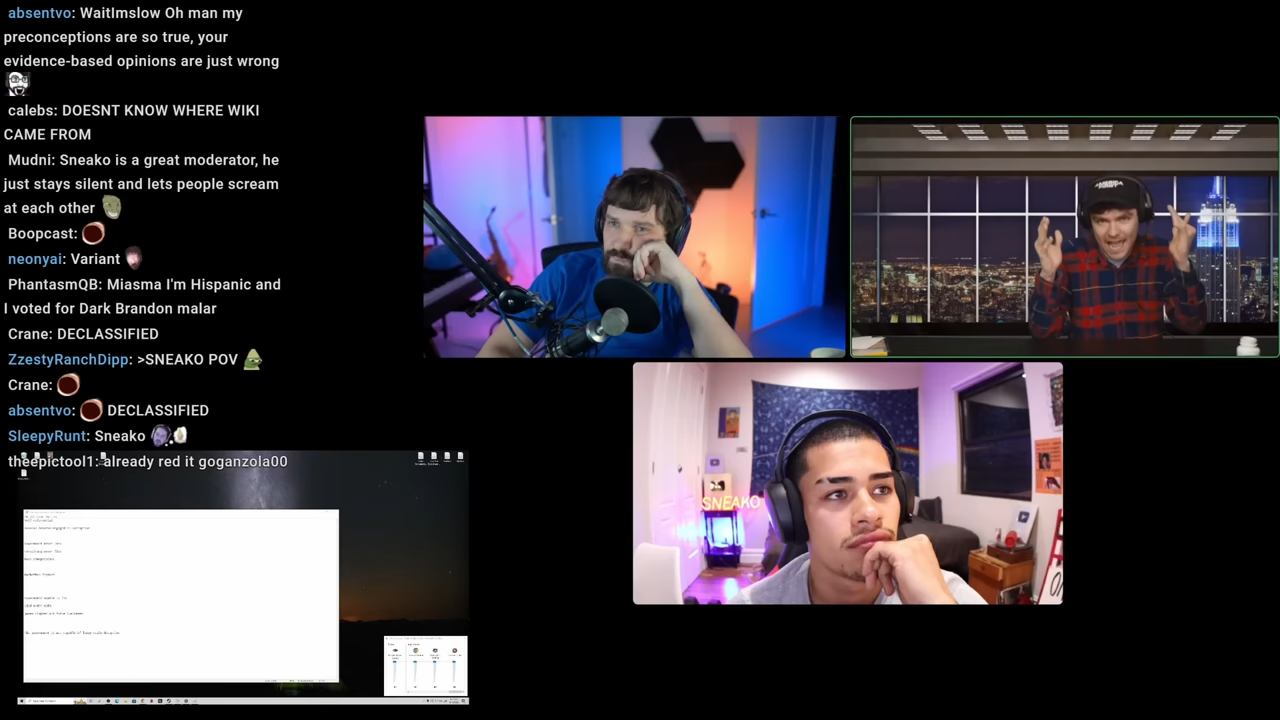 absentvo: WaitImslow Oh man my
preconceptions are so true, your
evidence-based opinions are just wrong
calebs: DOESNT KNOW WHERE WIKI
CAME FROM
Mudni: Sneako is a great moderator, he
just stays silent and lets people scream
at each other
Boopcast:
neonyai: Variant
PhantasmQB: Miasma I'm Hispanic and
I voted for Dark Brandon malar
Crane: DECLASSIFIED
ZzestyRanchDipp: >SNEAKO POV
Crane:
absentvo: DECLASSIFIED
SleepyRunt: Sneako
theepictool1: already red it goganzola00
SNEAKO